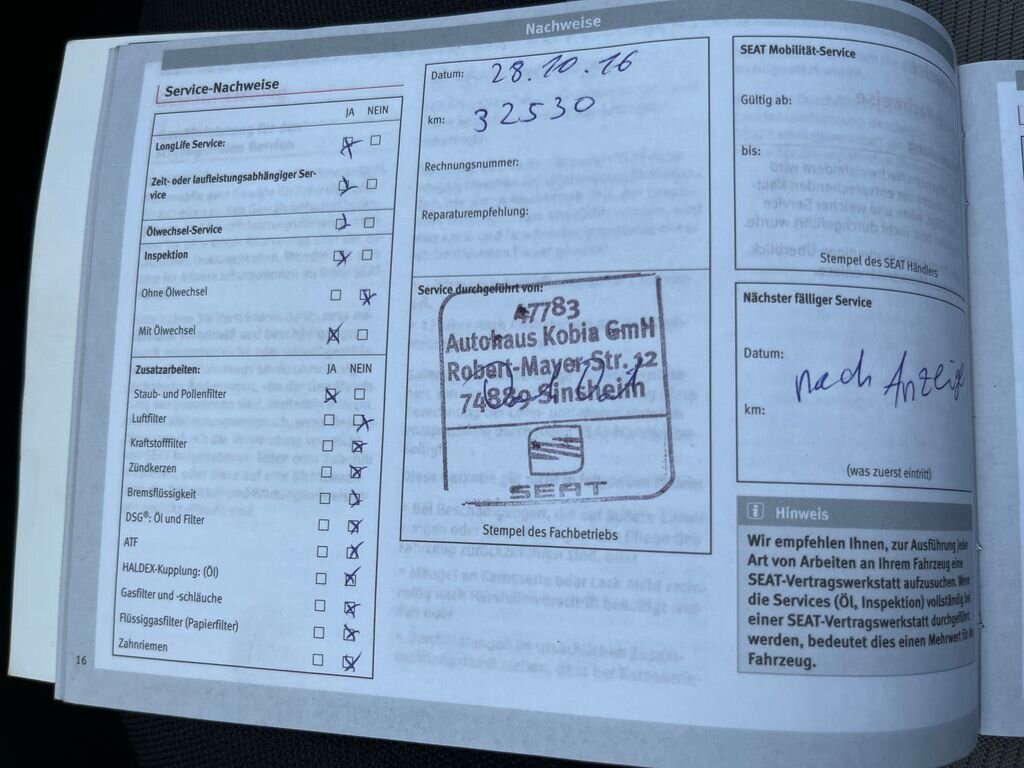 Nachweise
Service-Nachweise
JA NEIN
LongLife Service:
Zeit- oder laufleistungsabhängiger Ser-
vice
Ölwechsel-Service
Inspektion
Ohne Ölwechsel
Mit Ölwechsel
Zusatzarbeiten: JA NEIN
Staub- und Pollenfilter
Luftfilter
Kraftstofffilter
Zündkerzen
Bremsflüssigkeit
DSG®: Öl und Filter
ATF
HALDEX-Kupplung: (Öl)
Gasfilter und -schläuche
Flüssiggasfilter (Papierfilter)
Zahnriemen
16
Datum: 28.10.16
km: 32530
Rechnungsnummer:
Reparaturempfehlung:
Service durchgeführt von:
47783
Autohaus Kobia GmH
Robert-Mayer-Str. 12
74889 Sinsheim
SEAT
Stempel des Fachbetriebs
SEAT Mobilität-Service
Gültig ab:
bis:
Stempel des SEAT Händlers
Nächster fälliger Service
Datum:
nach Anzeige
km:
(was zuerst eintritt)
i Hinweis
Wir empfehlen Ihnen, zur Ausführung jeder
Art von Arbeiten an Ihrem Fahrzeug eine
SEAT-Vertragswerkstatt aufzusuchen. Wenn
die Services (Öl, Inspektion) vollständig bei
einer SEAT-Vertragswerkstatt durchgeführt
werden, bedeutet dies einen Mehrwert für Ihr
Fahrzeug.